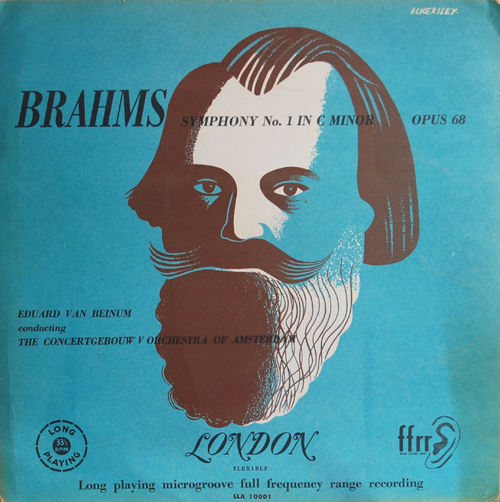 ECKERSLEY.
BRAHMS SYMPHONY No. 1 IN C MINOR OPUS 68
EDUARD VAN BEINUM
conducting
THE CONCERTGEBOUW V ORCHESTRA OF AMSTERDAM
LONG
33⅓
RPM
PLAYING
LONDON
FLEXIBLE
ffrr
Long playing microgroove full frequency range recording
LLA 10001